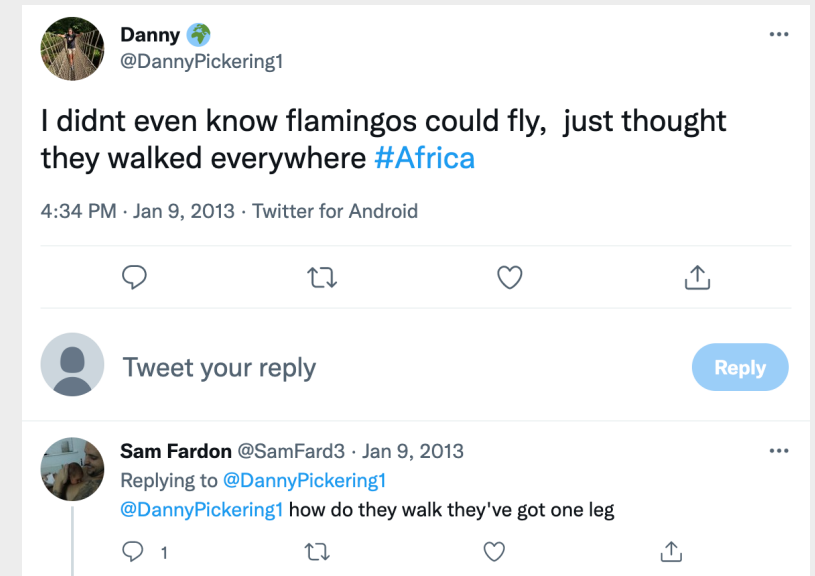 Danny 🌍
@DannyPickering1
I didnt even know flamingos could fly,  just thought
they walked everywhere #Africa
4:34 PM · Jan 9, 2013 · Twitter for Android
Tweet your reply
Reply
Sam Fardon @SamFard3 · Jan 9, 2013
Replying to @DannyPickering1
@DannyPickering1 how do they walk they've got one leg
1